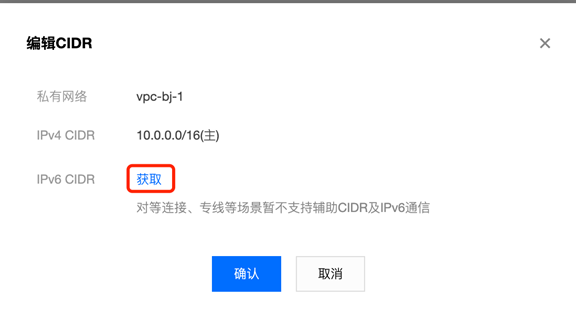 编辑CIDR
私有网络 vpc-bj-1
IPv4 CIDR 10.0.0.0/16(主)
IPv6 CIDR 获取
对等连接、专线等场景暂不支持辅助CIDR及IPv6通信
确认 取消